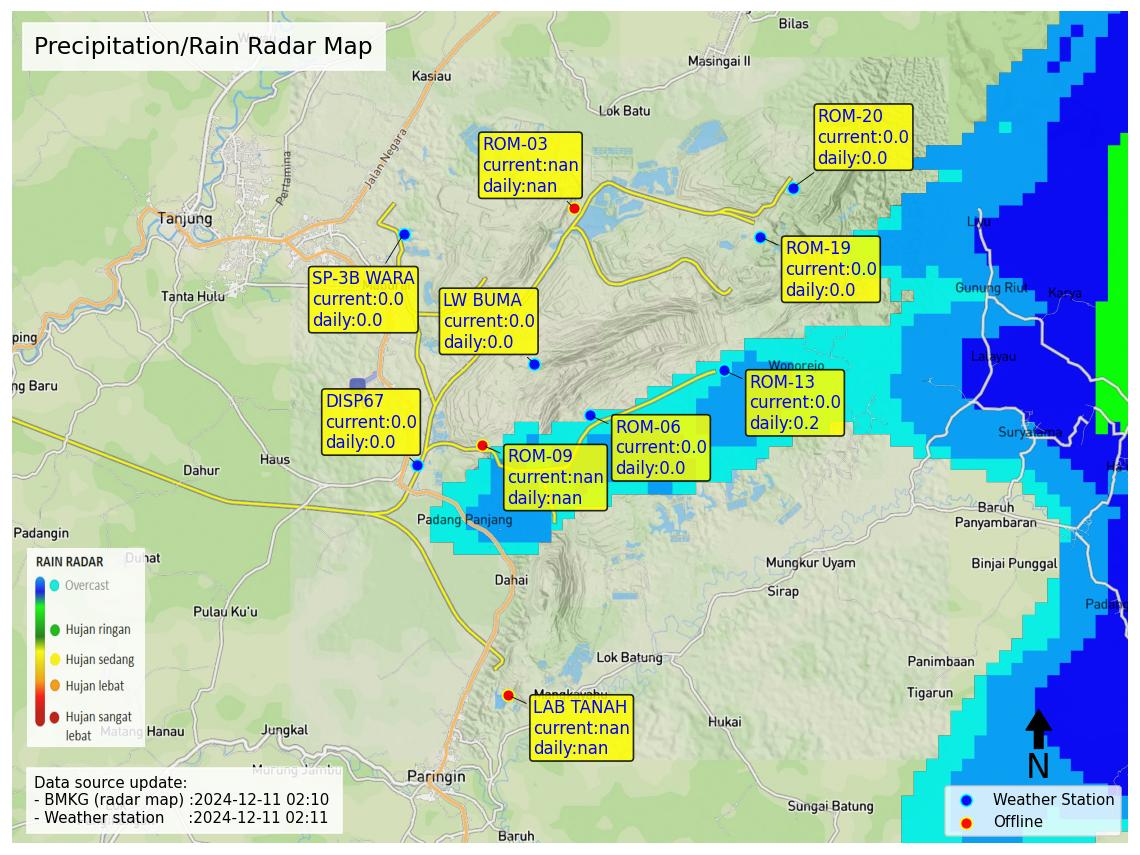 Precipitation/Rain Radar Map
Bilas
Masingai II
Kasiau
Lok Batu
ROM-20
current:0.0
daily:0.0
ROM-03
current:nan
daily:nan
Jalan Negara
Pertamina
Tanjung
ROM-19
current:0.0
daily:0.0
SP-3B WARA
current:0.0
daily:0.0
LW BUMA
current:0.0
daily:0.0
Tanta Hulu
Gunung Riut
Karya
ping
ng Baru
Lalayau
Wonorejo
ROM-13
current:0.0
daily:0.2
DISP67
current:0.0
daily:0.0
ROM-06
current:0.0
daily:0.0
Suryatama
ROM-09
current:nan
daily:nan
Haus
Dahur
Ha
Padang Panjang
Baruh
Panyambaran
Padangin
Duhat
Mungkur Uyam
Binjai Punggal
Dahai
Sirap
Padang
Pulau Ku'u
RAIN RADAR
Overcast
Hujan ringan
Hujan sedang
Hujan lebat
Hujan sangat
lebat
Lok Batung
Panimbaan
Tigarun
Mangkayahu
LAB TANAH
current:nan
daily:nan
Hukai
Matang Hanau
Jungkal
Murung Jambu
Paringin
N
Sungai Batung
Baruh
Data source update:
- BMKG (radar map) :2024-12-11 02:10
- Weather station :2024-12-11 02:11
Weather Station
Offline